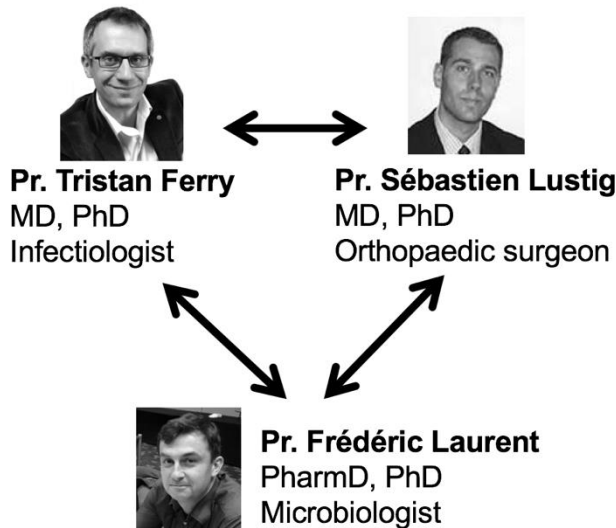 Pr. Tristan Ferry
MD, PhD
Infectiologist
Pr. Sébastien Lustig
MD, PhD
Orthopaedic surgeon
Pr. Frédéric Laurent
PharmD, PhD
Microbiologist